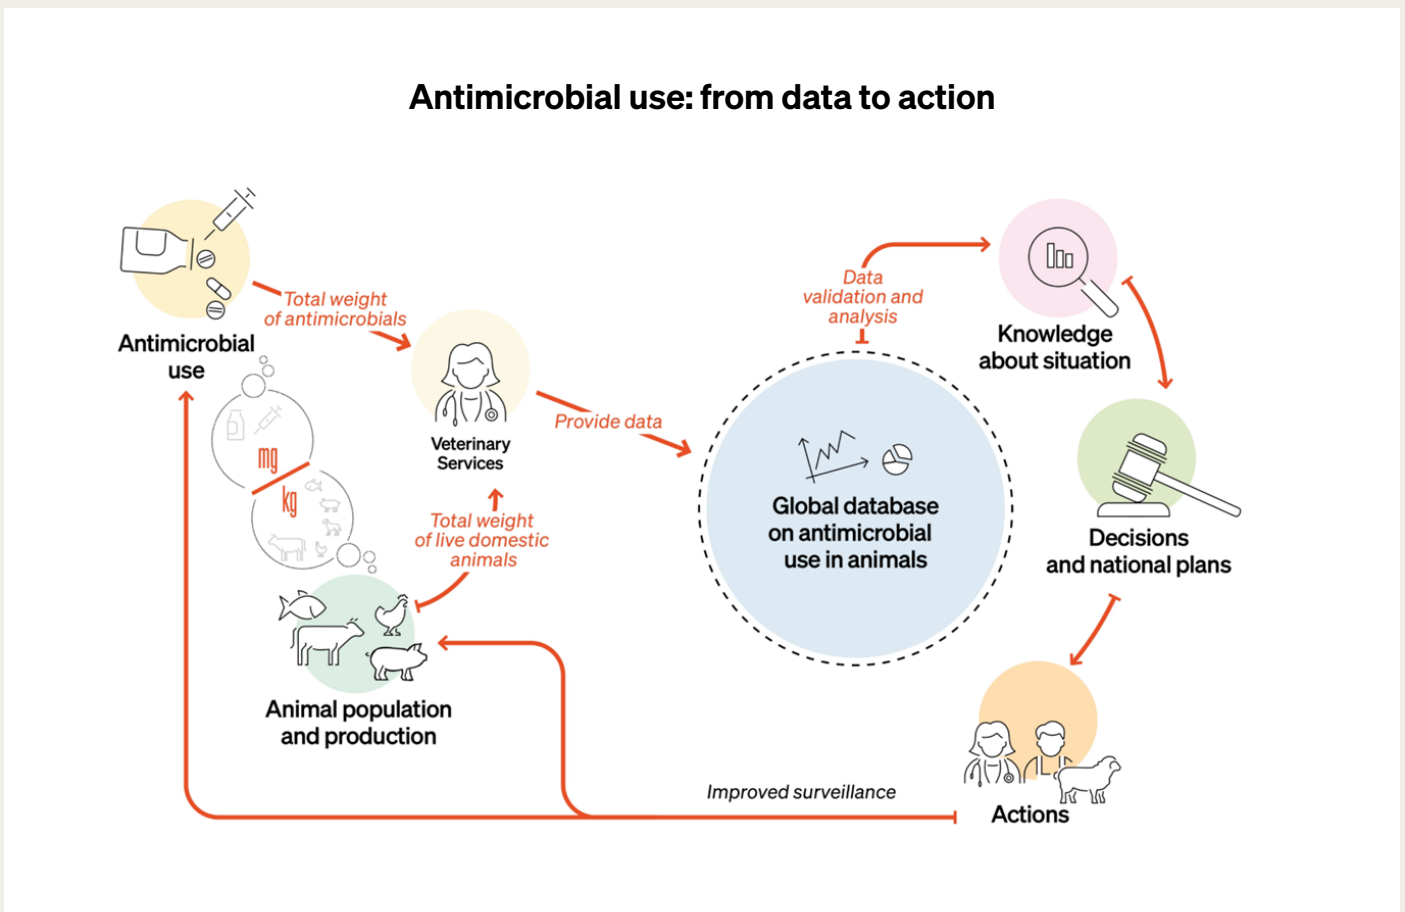 Antimicrobial use: from data to action
Antimicrobial
use
Total weight
of antimicrobials
mg
kg
Veterinary
Services
Total weight
of live domestic
animals
Animal population
and production
Provide data
Global database
on antimicrobial
use in animals
Data
validation and
analysis
Knowledge
about situation
Decisions
and national plans
Actions
Improved surveillance